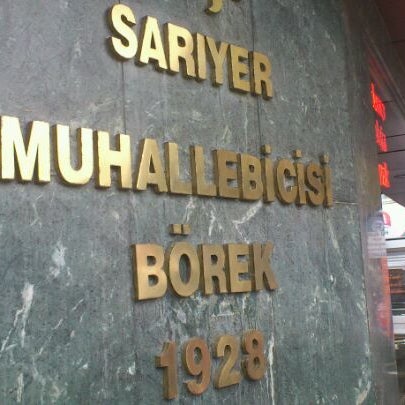 SARIYER
MUHALLEBİCİSİ
BÖREK
1928